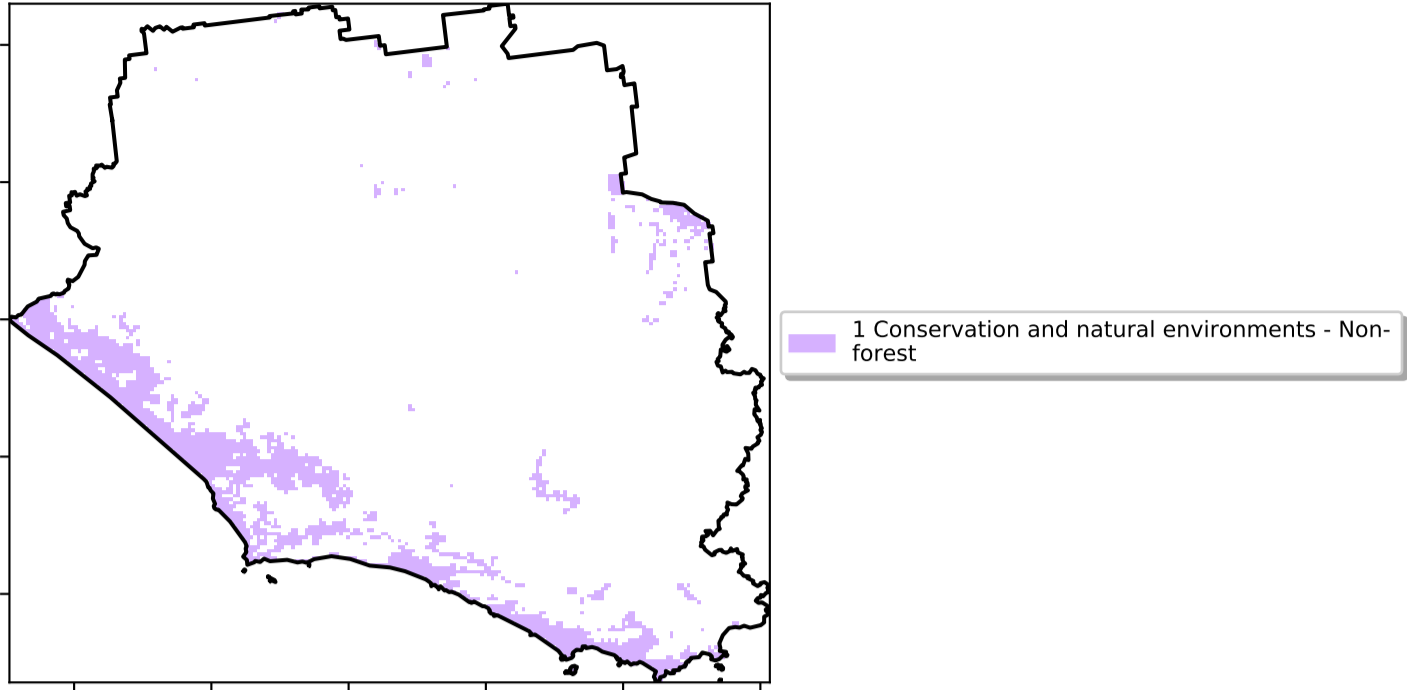 1 Conservation and natural environments - Non-
forest